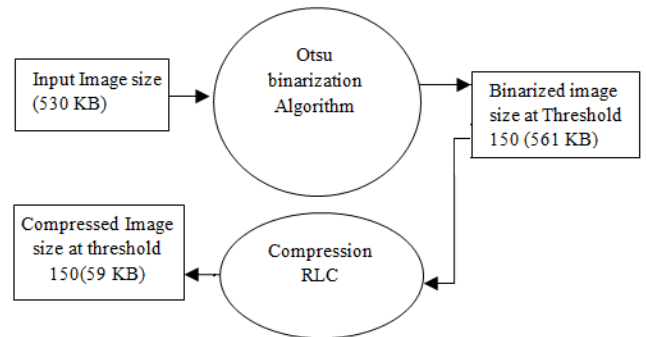 Input Image size
(530 KB)
Otsu
binarization
Algorithm
Binarized image
size at Threshold
150 (561 KB)
Compression
RLC
Compressed Image
size at threshold
150(59 KB)